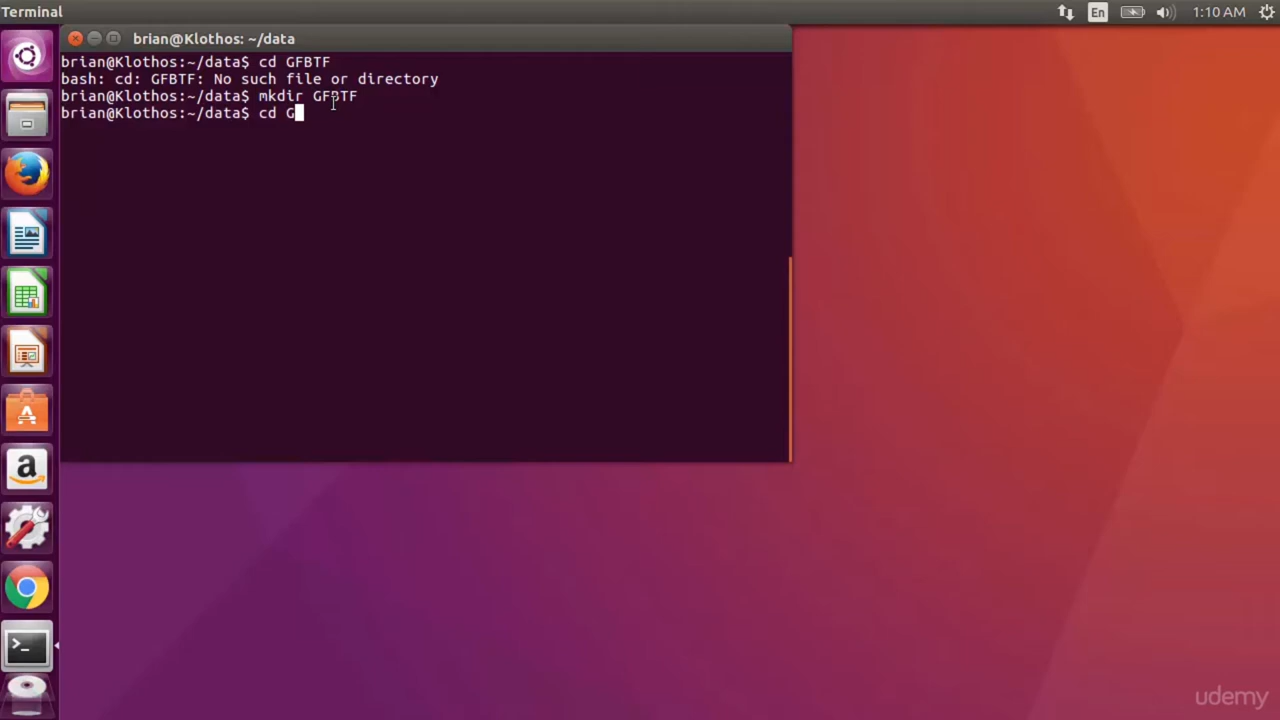 Terminal
En
1:10 AM
brian@Klothos: ~/data
brian@Klothos:~/data$ cd GFBTF
bash: cd: GFBTF: No such file or directory
brian@Klothos:~/data$ mkdir GFBTF
brian@Klothos:~/data$ cd G
udemy